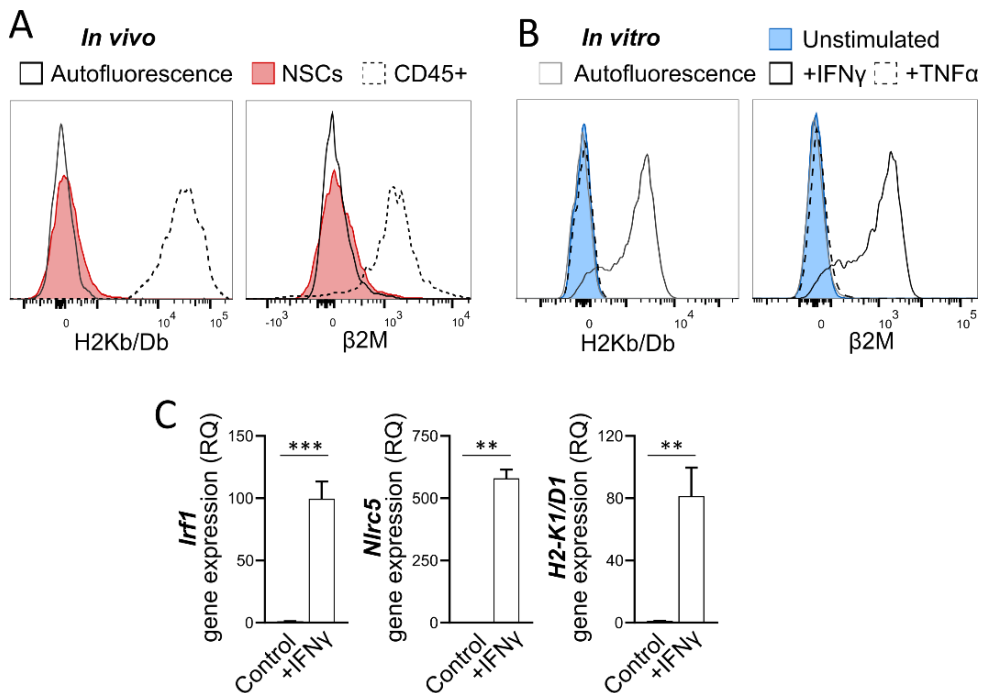 A In vivo
Autofluorescence NSCs CD45+
0 10⁴ 10⁵
H2Kb/Db
-10³ 0 10³ 10⁴
β2M
B In vitro Unstimulated
Autofluorescence +IFNγ +TNFα
0 10⁴
H2Kb/Db
0 10³ 10⁵
β2M
C
Irf1
gene expression (RQ)
150
100
50
0
***
Control
+IFNγ
Nlrc5
gene expression (RQ)
750
500
250
0
**
Control
+IFNγ
H2-K1/D1
gene expression (RQ)
120
80
40
0
**
Control
+IFNγ